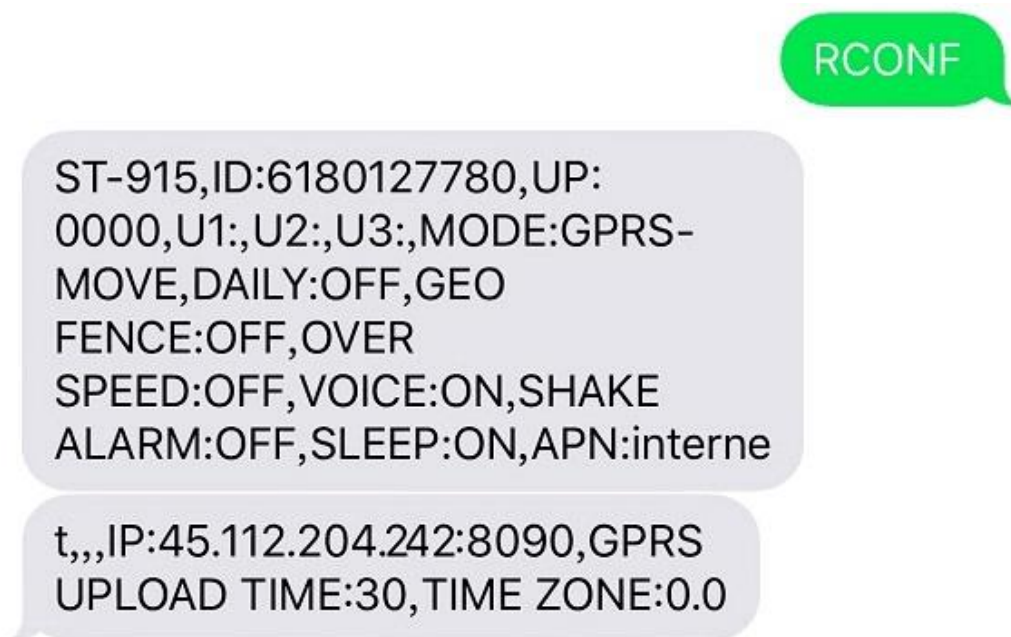 RCONF
ST-915,ID:6180127780,UP:
0000,U1:,U2:,U3:,MODE:GPRS-
MOVE,DAILY:OFF,GEO
FENCE:OFF,OVER
SPEED:OFF,VOICE:ON,SHAKE
ALARM:OFF,SLEEP:ON,APN:interne
t,,,IP:45.112.204.242:8090,GPRS
UPLOAD TIME:30,TIME ZONE:0.0